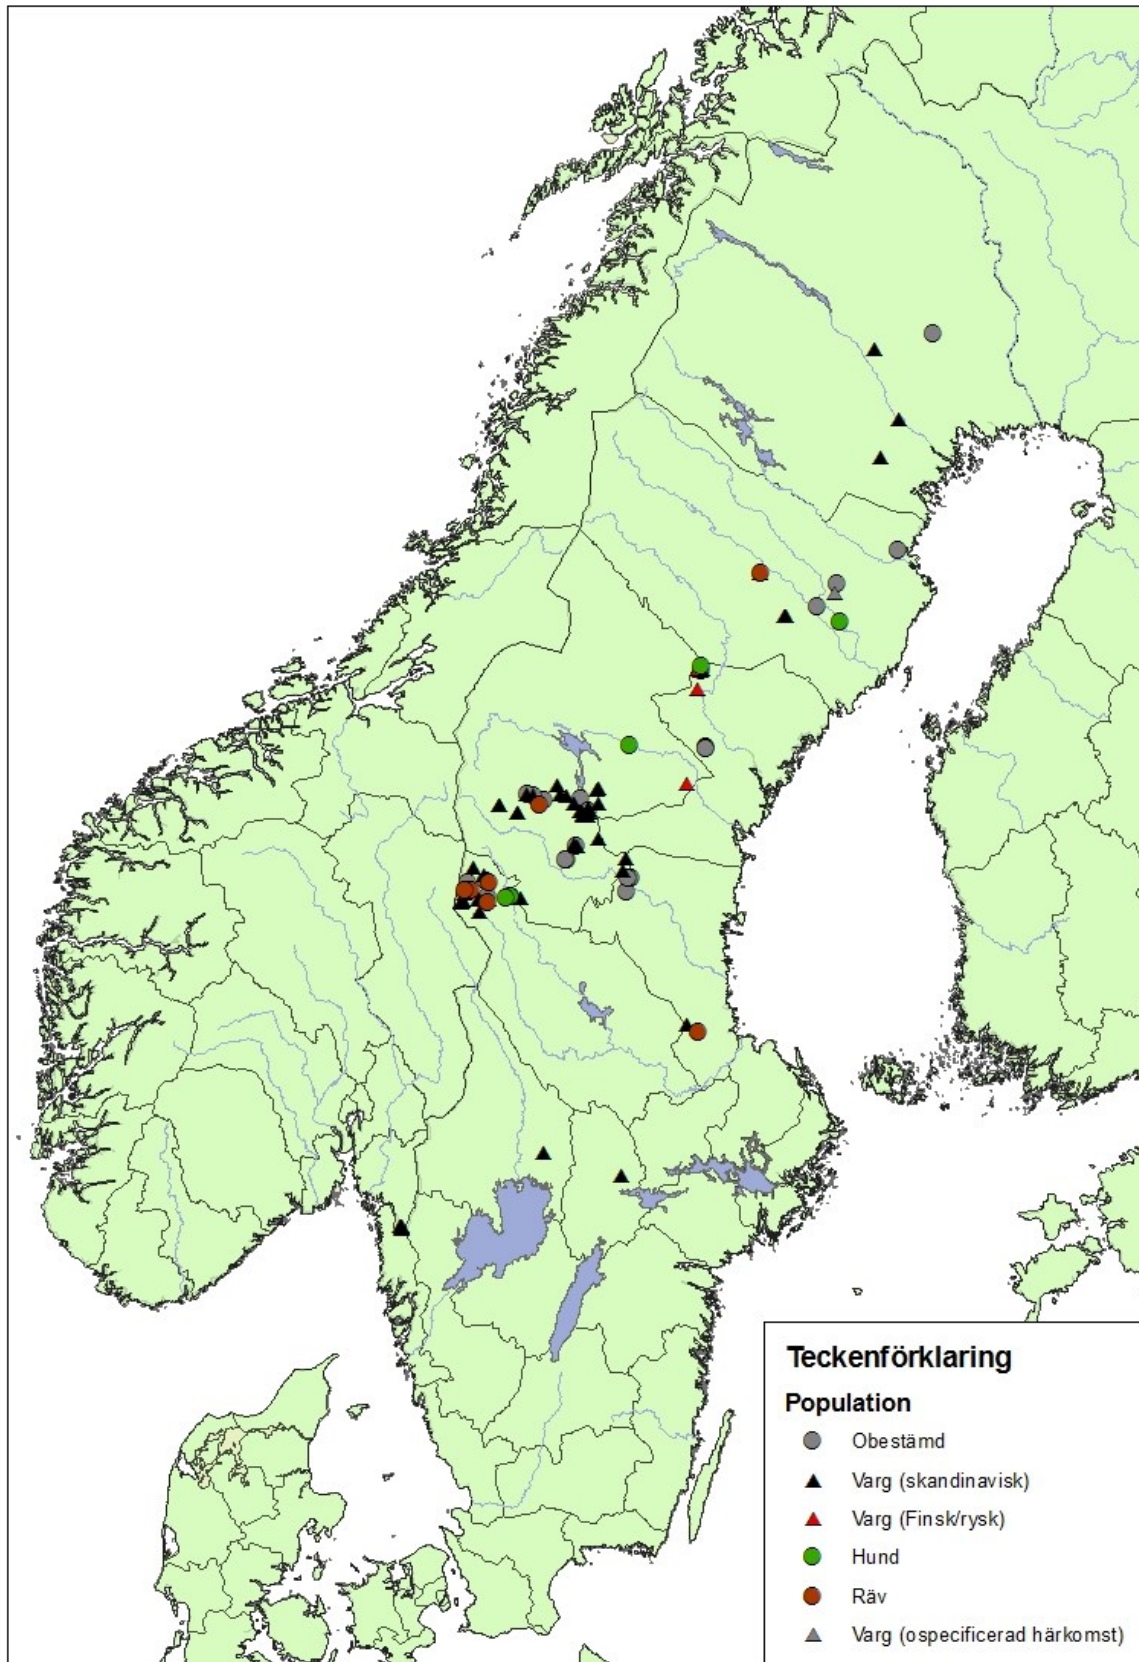 Teckenförklaring
Population
Obestämd
Varg (skandinavisk)
Varg (Finsk/rysk)
Hund
Räv
Varg (ospecificerad härkomst)